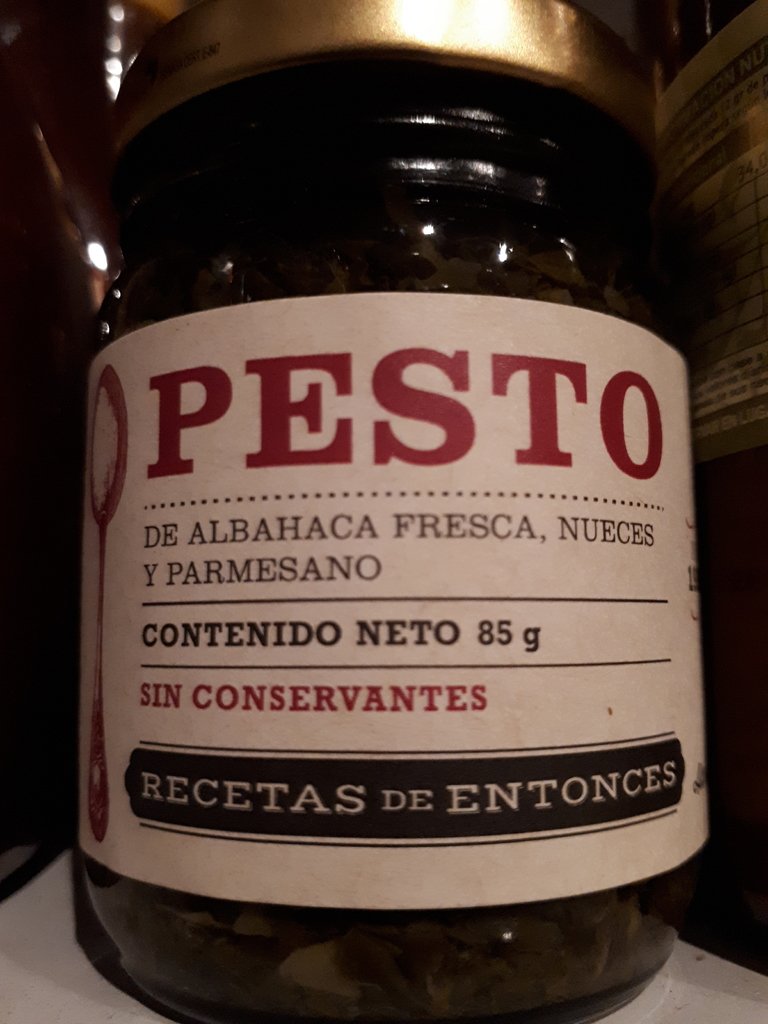 PESTO
DE ALBAHACA FRESCA, NUECES
Y PARMESANO
CONTENIDO NETO 85 g
SIN CONSERVANTES
RECETAS DE ENTONCES